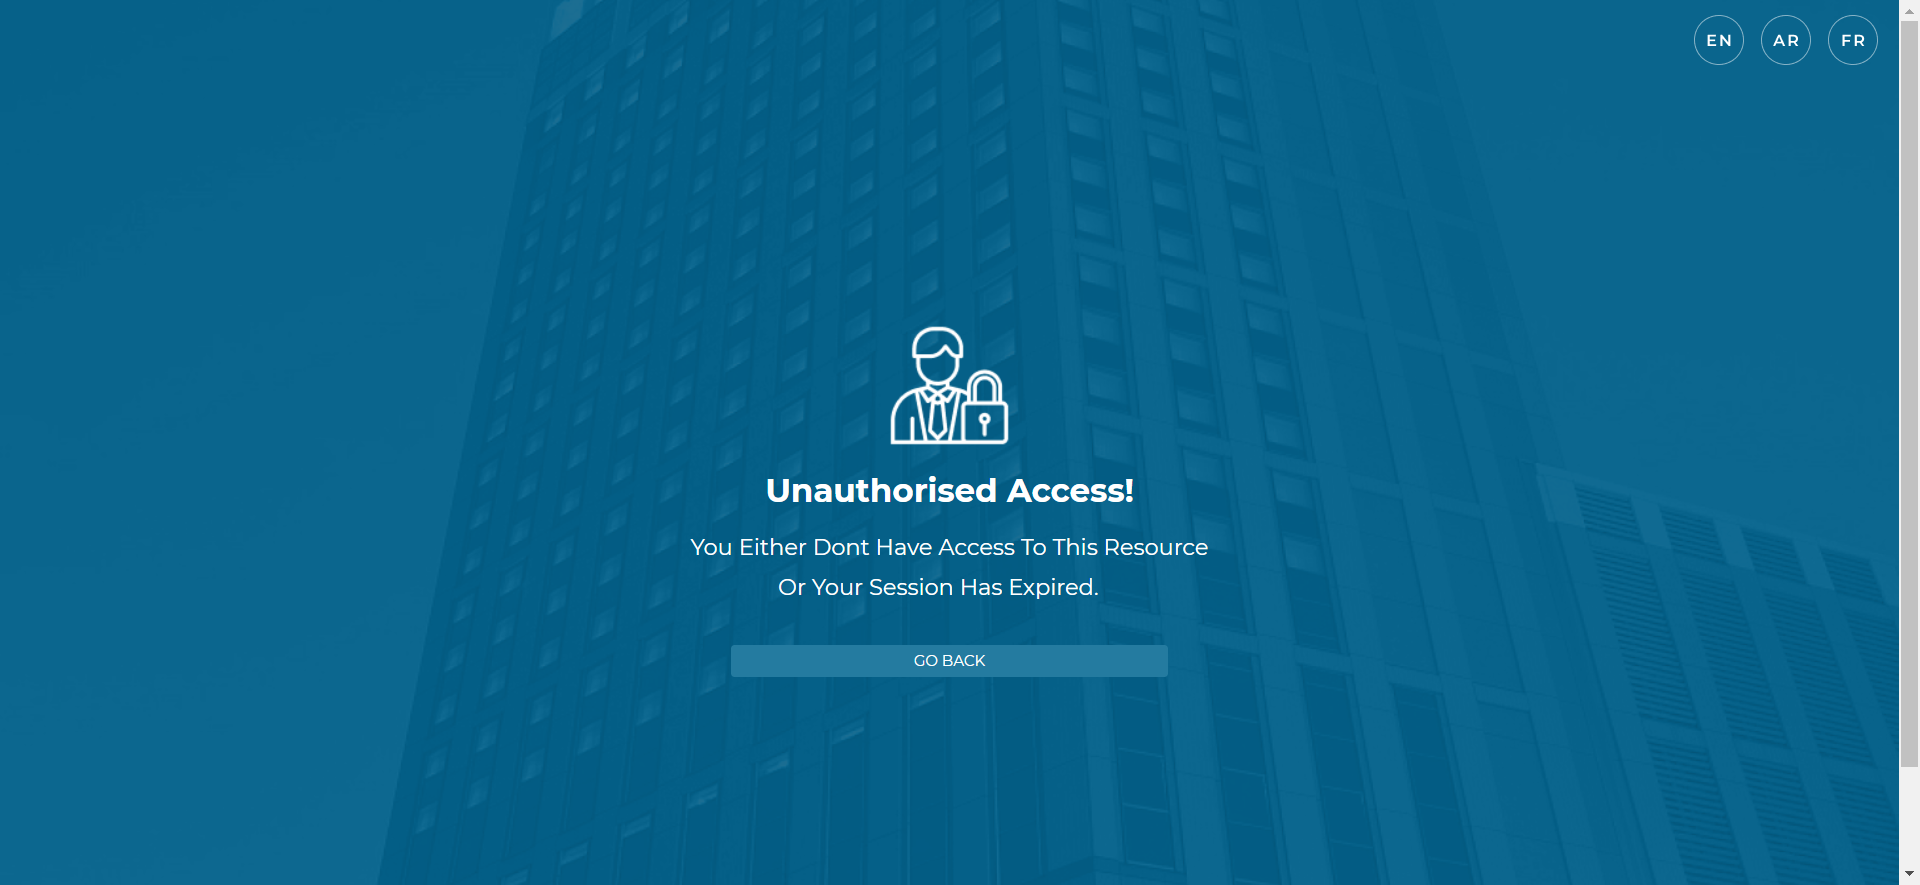 EN AR FR
Unauthorised Access!
You Either Dont Have Access To This Resource
Or Your Session Has Expired.
GO BACK